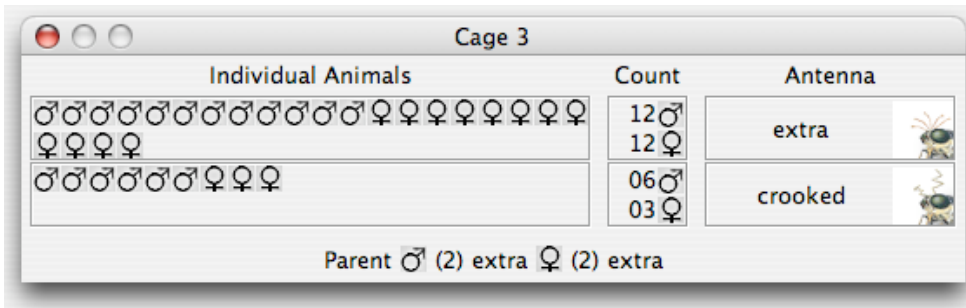 Cage 3
Individual Animals Count Antenna
♂♂♂♂♂♂♂♂♂♂♂♂♀♀♀♀♀♀♀♀
♀♀♀♀
12♂
12♀
extra
♂♂♂♂♂♂♀♀♀
06♂
03♀
crooked
Parent ♂ (2) extra ♀ (2) extra